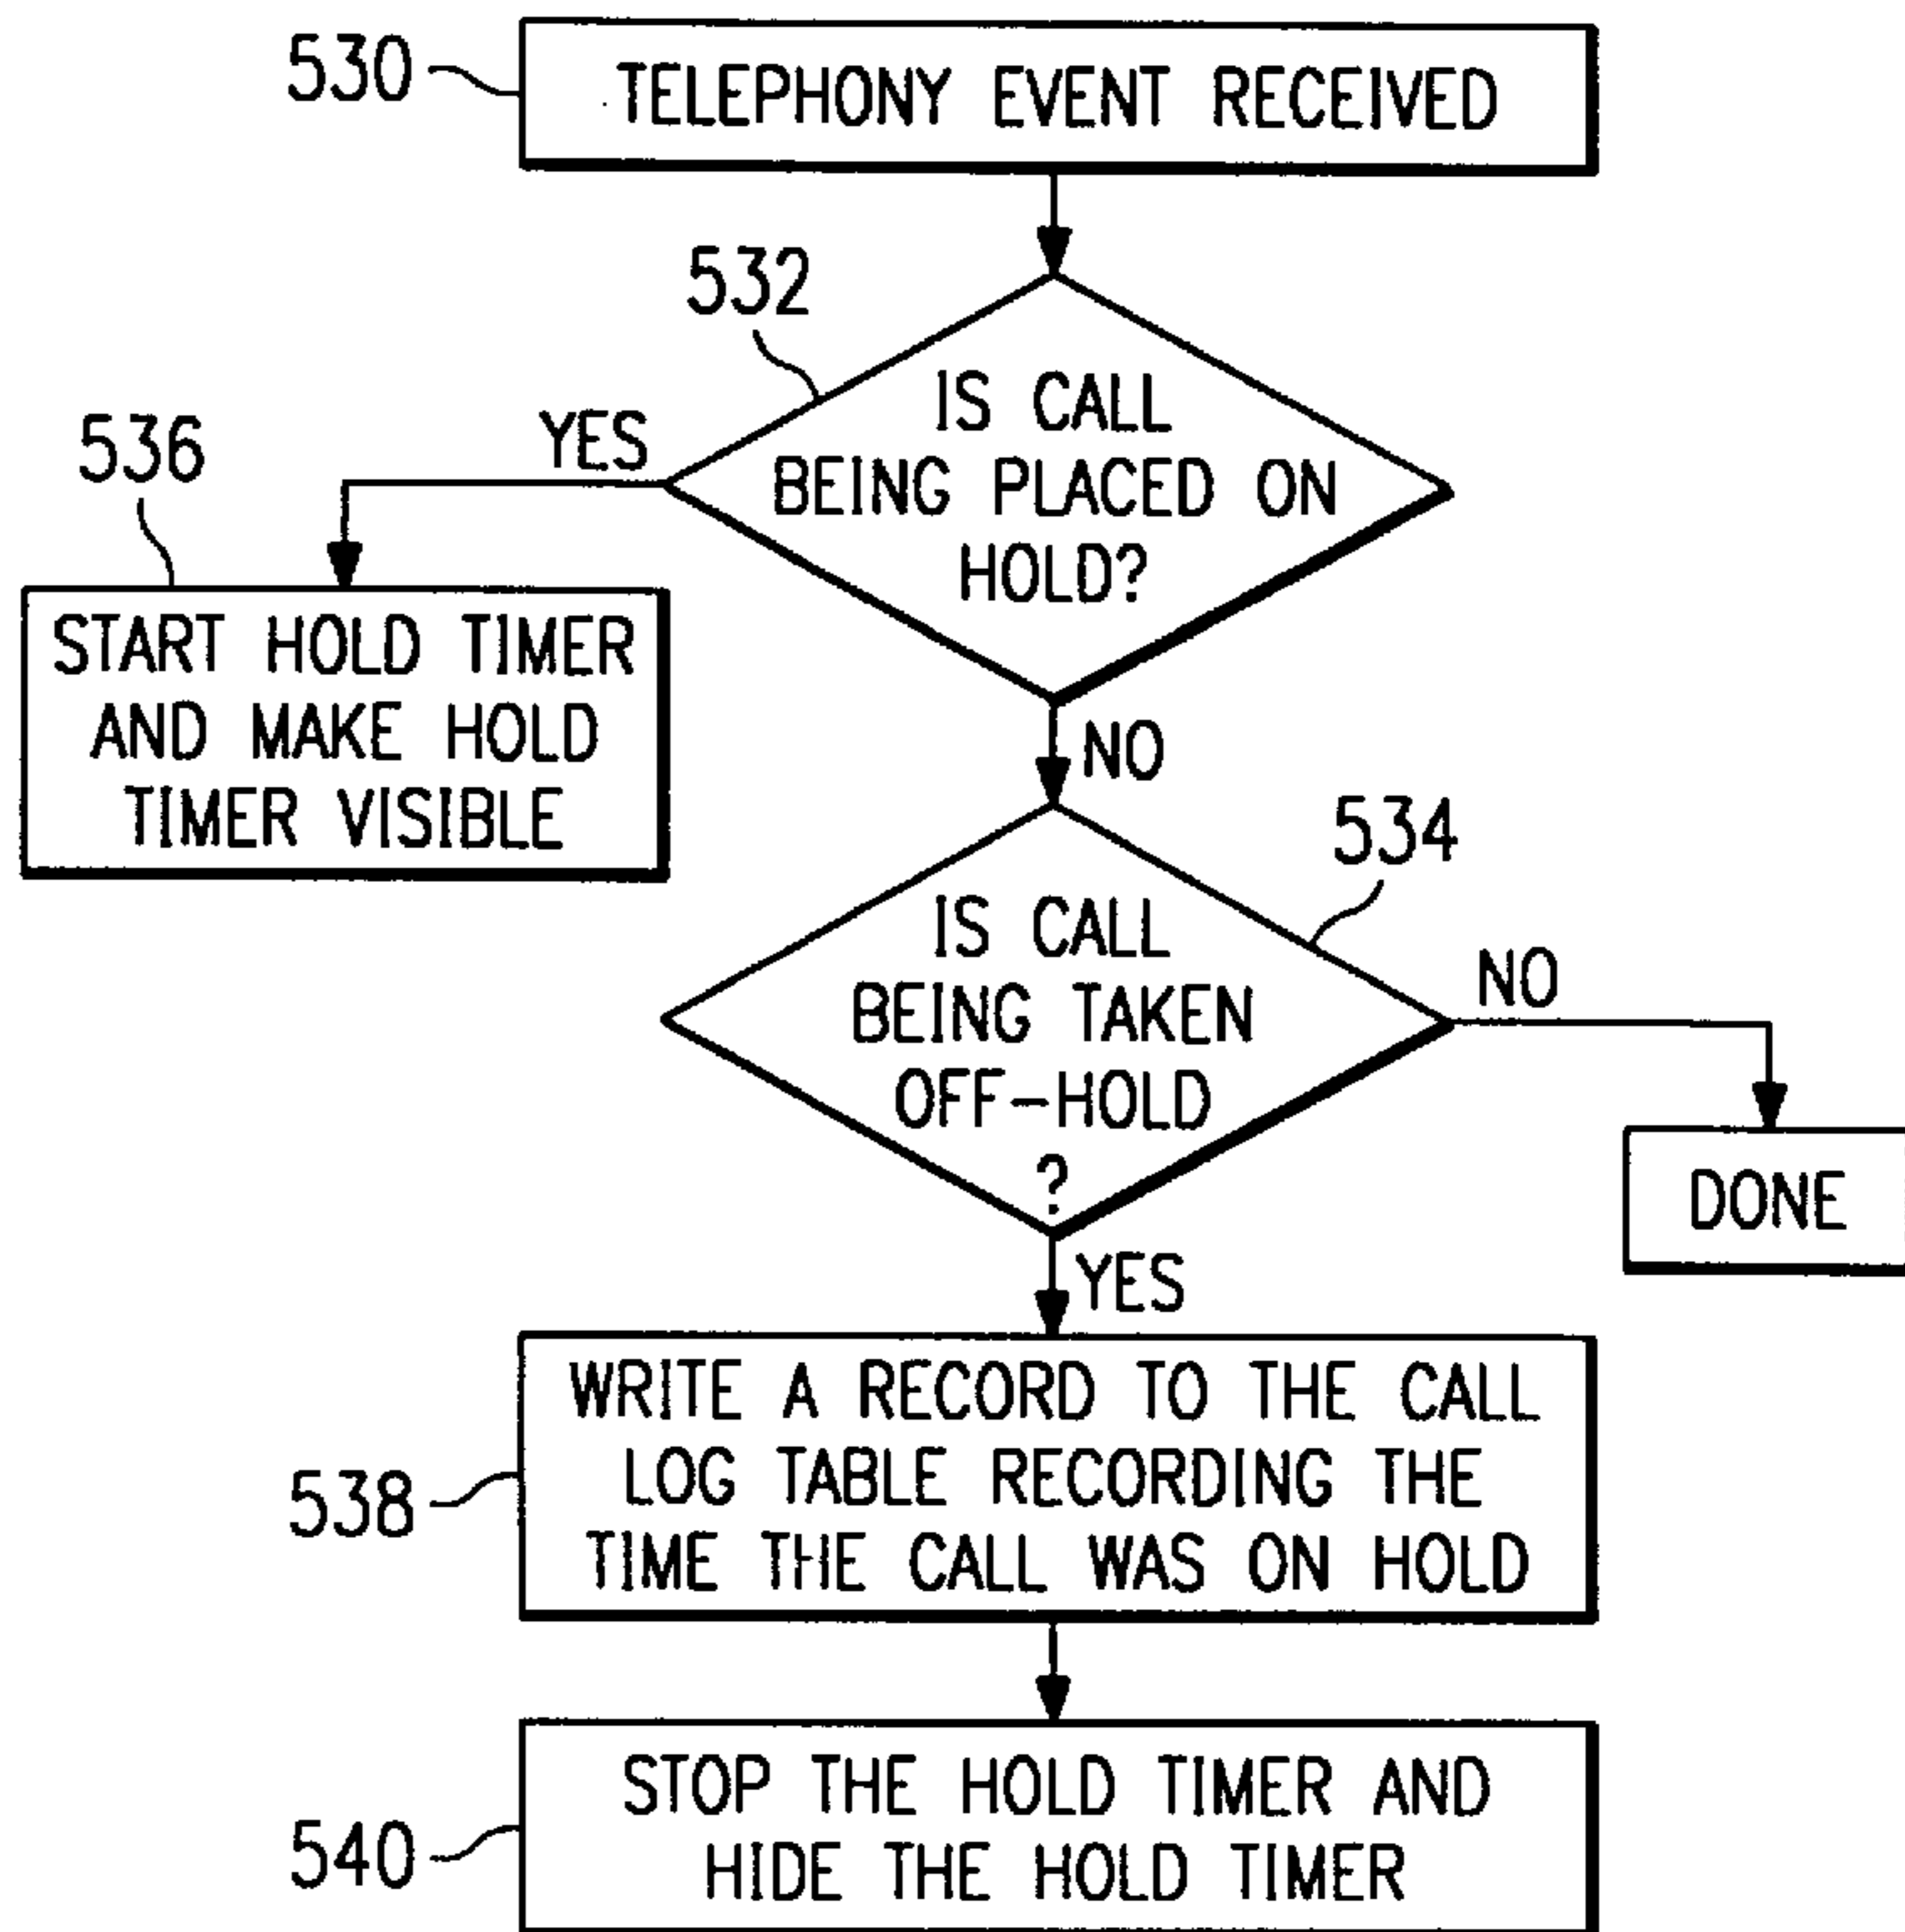 530
TELEPHONY EVENT RECEIVED
532
IS CALL
BEING PLACED ON
HOLD?
YES
536
START HOLD TIMER
AND MAKE HOLD
TIMER VISIBLE
NO
534
IS CALL
BEING TAKEN
OFF-HOLD
?
NO
DONE
YES
538
WRITE A RECORD TO THE CALL
LOG TABLE RECORDING THE
TIME THE CALL WAS ON HOLD
540
STOP THE HOLD TIMER AND
HIDE THE HOLD TIMER